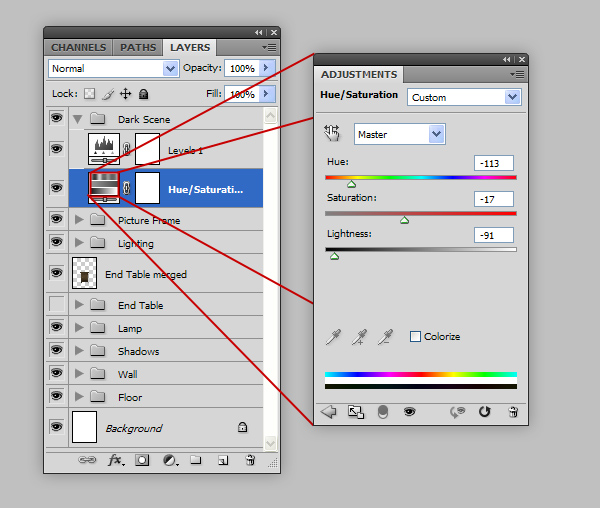 CHANNELS PATHS LAYERS
Normal Opacity: 100%
Lock: Fill: 100%
Dark Scene
Levels 1
Hue/Saturati...
Picture Frame
Lighting
End Table merged
End Table
Lamp
Shadows
Wall
Floor
Background
fx
ADJUSTMENTS
Hue/Saturation Custom
Master
Hue: -113
Saturation: -17
Lightness: -91
Colorize